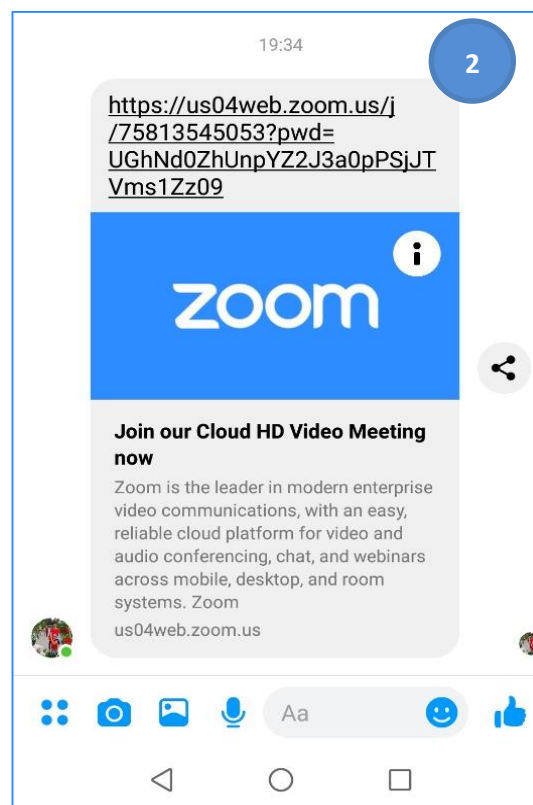 19:34
2
https://us04web.zoom.us/j
/75813545053?pwd=
UGhNd0ZhUnpYZ2J3a0pPSjJT
Vms1Zz09
i
zoom
Join our Cloud HD Video Meeting
now
Zoom is the leader in modern enterprise
video communications, with an easy,
reliable cloud platform for video and
audio conferencing, chat, and webinars
across mobile, desktop, and room
systems. Zoom
us04web.zoom.us
Aa